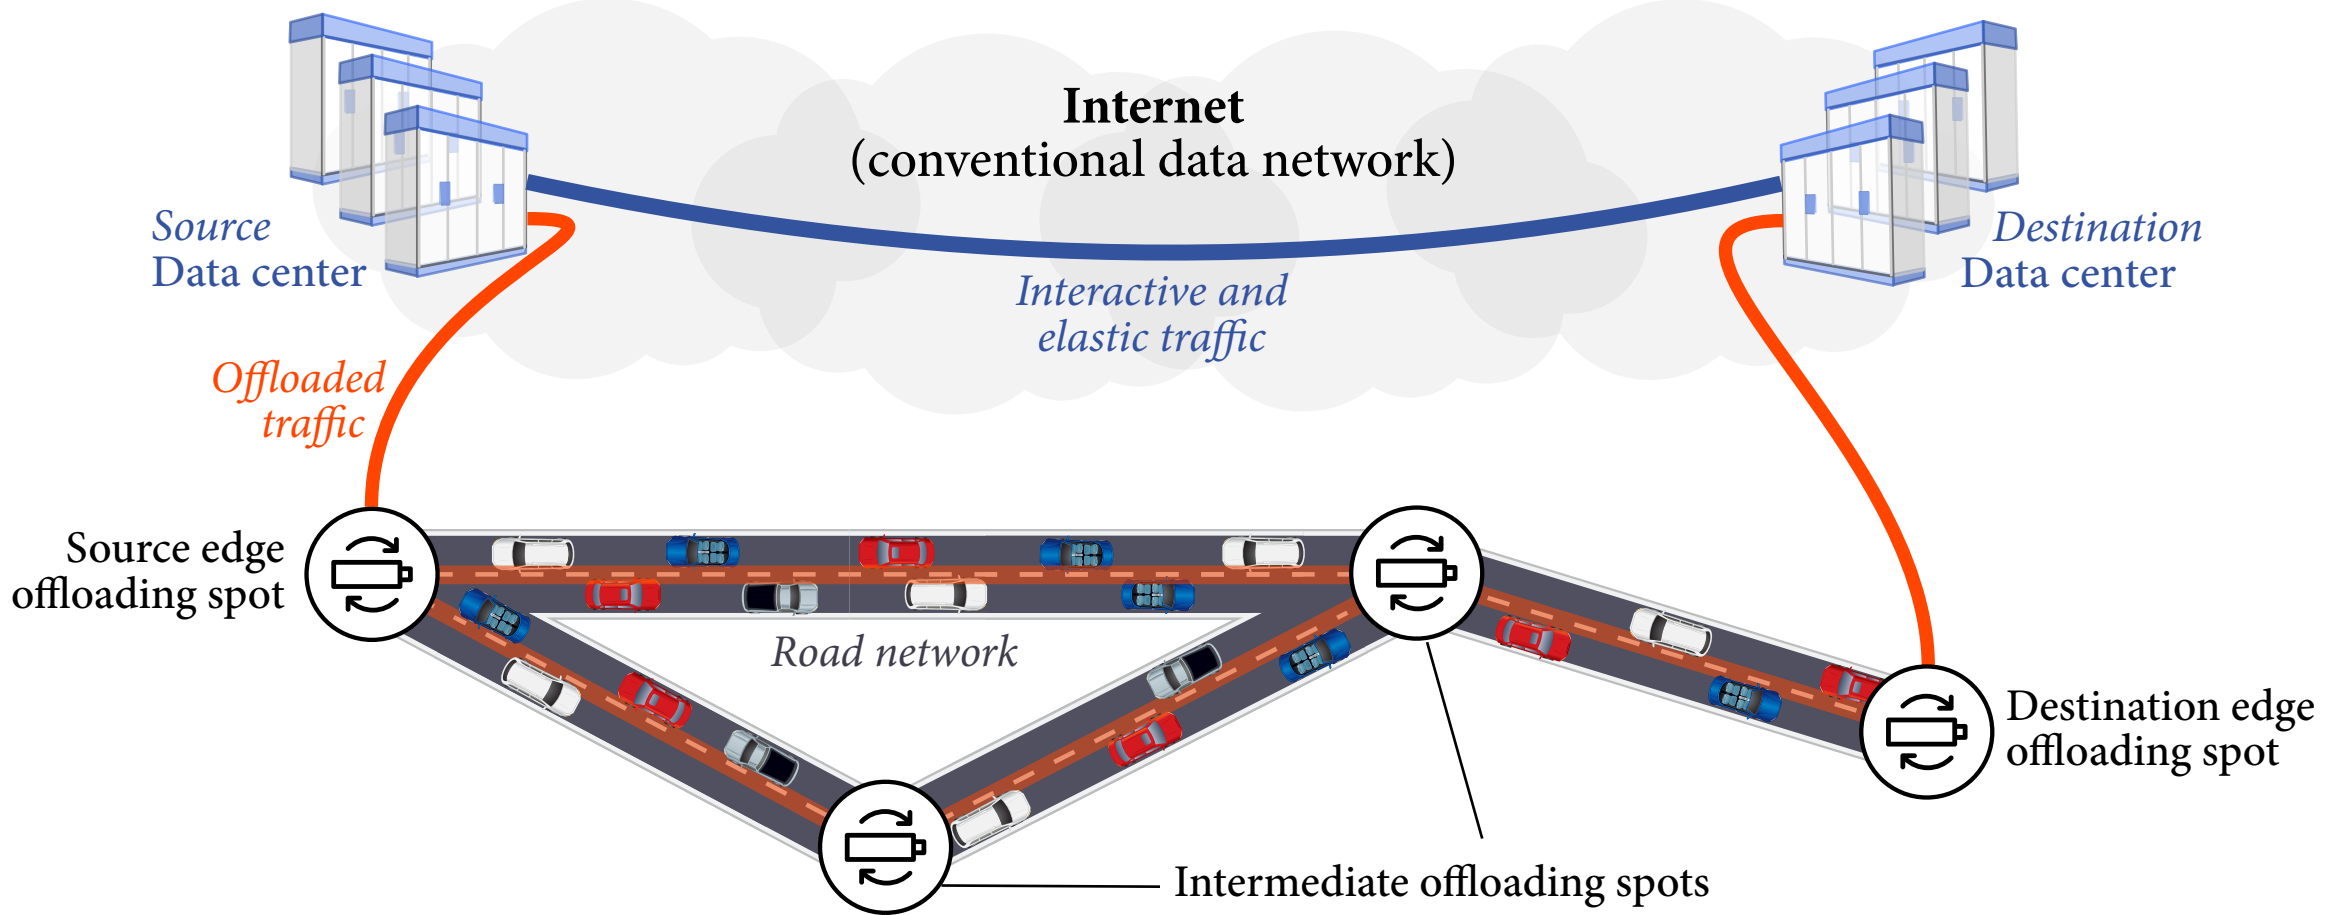 Internet
(conventional data network)
Source
Data center
Destination
Data center
Interactive and
elastic traffic
Offloaded
traffic
Source edge
offloading spot
Road network
Destination edge
offloading spot
Intermediate offloading spots